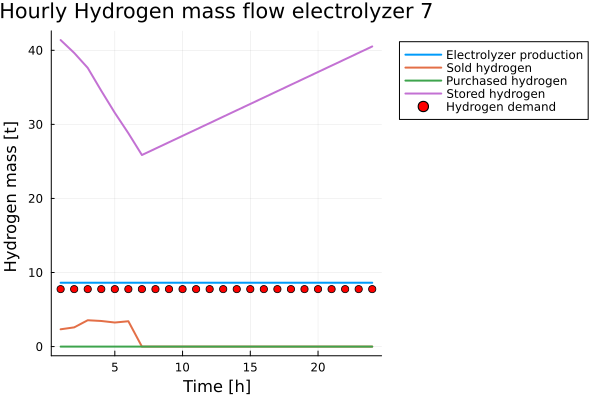 Hourly Hydrogen mass flow electrolyzer 7
Electrolyzer production
Sold hydrogen
Purchased hydrogen
Stored hydrogen
Hydrogen demand
Hydrogen mass [t]
40
30
20
10
0
5
10
15
20
Time [h]